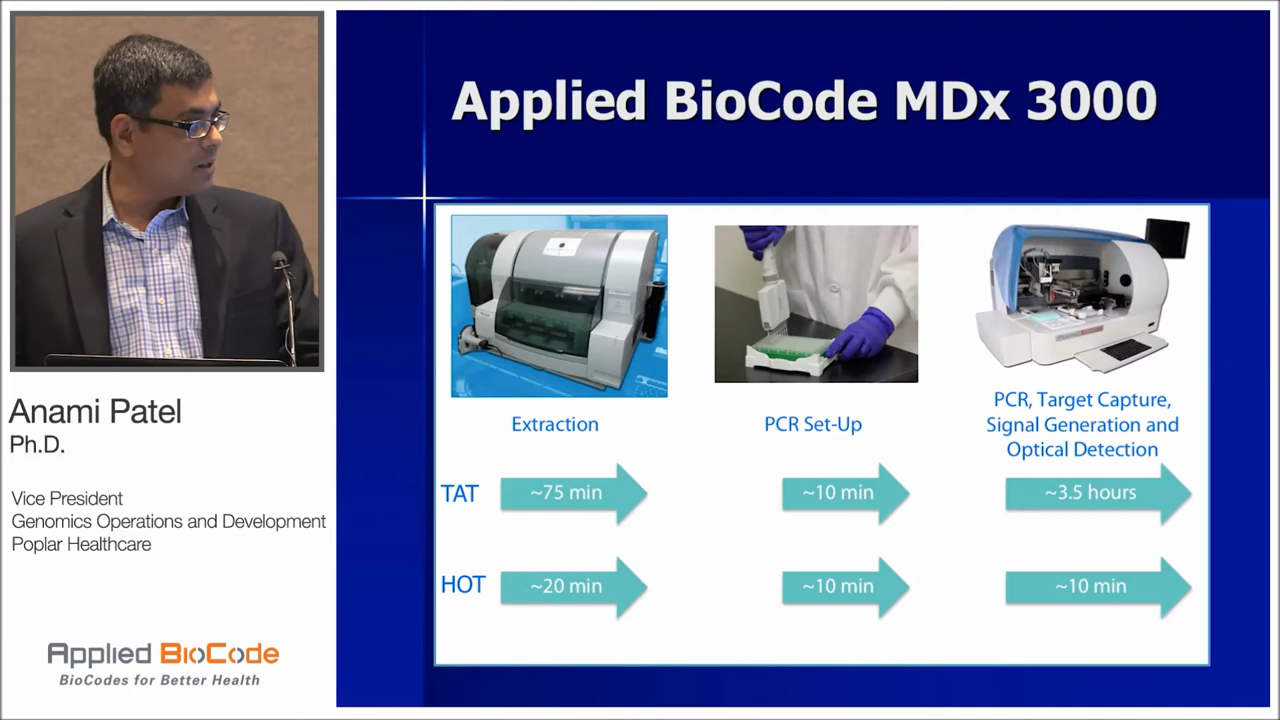 Applied BioCode MDx 3000
Extraction
PCR Set-Up
PCR, Target Capture,
Signal Generation and
Optical Detection
TAT
~75 min
~10 min
~3.5 hours
HOT
~20 min
~10 min
~10 min
Anami Patel
Ph.D.
Vice President
Genomics Operations and Development
Poplar Healthcare
Applied BioCode
BioCodes for Better Health